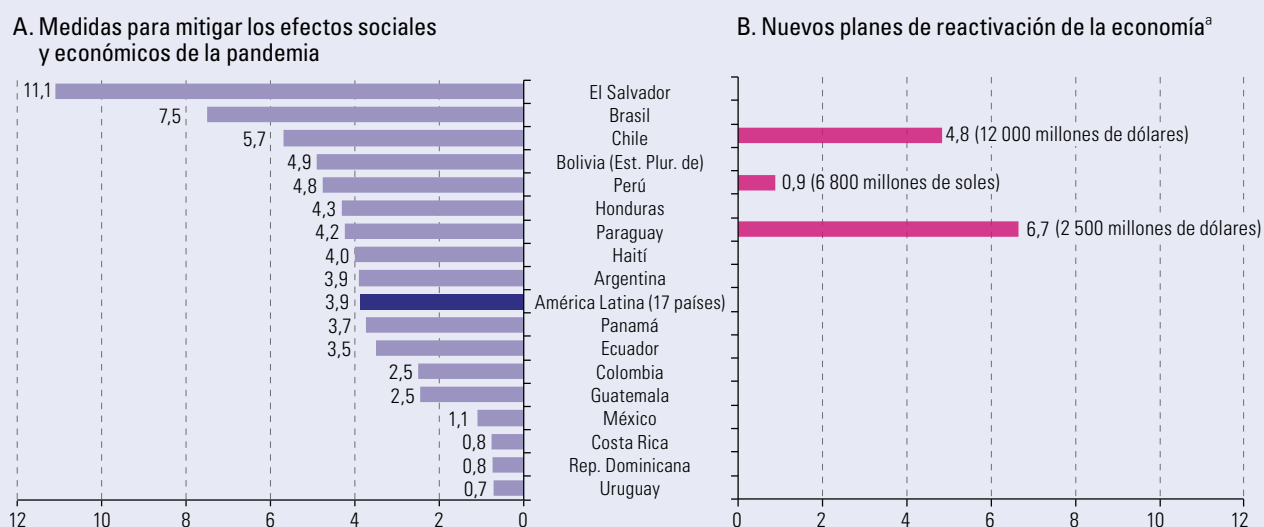 A. Medidas para mitigar los efectos sociales
y económicos de la pandemia
B. Nuevos planes de reactivación de la economíaᵃ
11,1 El Salvador
7,5 Brasil
5,7 Chile 4,8 (12 000 millones de dólares)
4,9 Bolivia (Est. Plur. de)
4,8 Perú 0,9 (6 800 millones de soles)
4,3 Honduras
4,2 Paraguay 6,7 (2 500 millones de dólares)
4,0 Haití
3,9 Argentina
3,9 América Latina (17 países)
3,7 Panamá
3,5 Ecuador
2,5 Colombia
2,5 Guatemala
1,1 México
0,8 Costa Rica
0,8 Rep. Dominicana
0,7 Uruguay
12 10 8 6 4 2 0
0 2 4 6 8 10 12